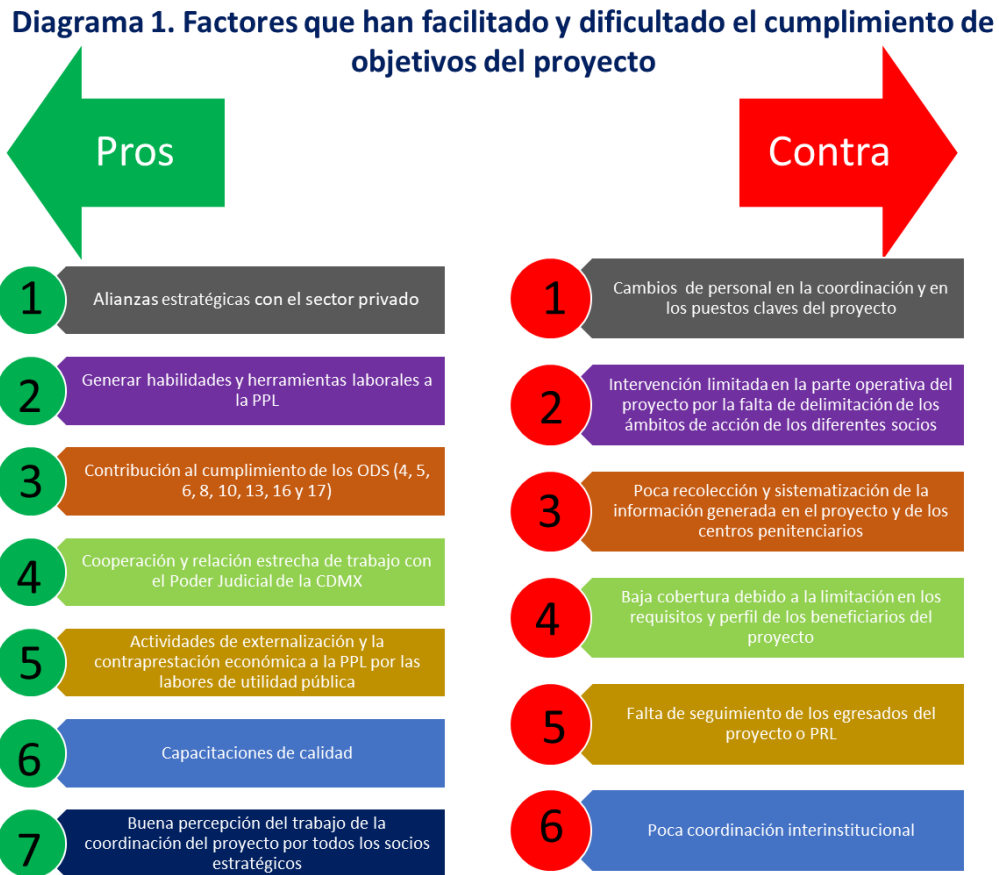 Diagrama 1. Factores que han facilitado y dificultado el cumplimiento de
objetivos del proyecto
Pros
1
Alianzas estratégicas con el sector privado
2
Generar habilidades y herramientas laborales a
la PPL
3
Contribución al cumplimiento de los ODS (4, 5,
6, 8, 10, 13, 16 y 17)
4
Cooperación y relación estrecha de trabajo con
el Poder Judicial de la CDMX
5
Actividades de externalización y la
contraprestación económica a la PPL por las
labores de utilidad pública
6
Capacitaciones de calidad
7
Buena percepción del trabajo de la
coordinación del proyecto por todos los socios
estratégicos
Contra
1
Cambios de personal en la coordinación y en
los puestos claves del proyecto
2
Intervención limitada en la parte operativa del
proyecto por la falta de delimitación de los
ámbitos de acción de los diferentes socios
3
Poca recolección y sistematización de la
información generada en el proyecto y de los
centros penitenciarios
4
Baja cobertura debido a la limitación en los
requisitos y perfil de los beneficiarios del
proyecto
5
Falta de seguimiento de los egresados del
proyecto o PRL
6
Poca coordinación interinstitucional